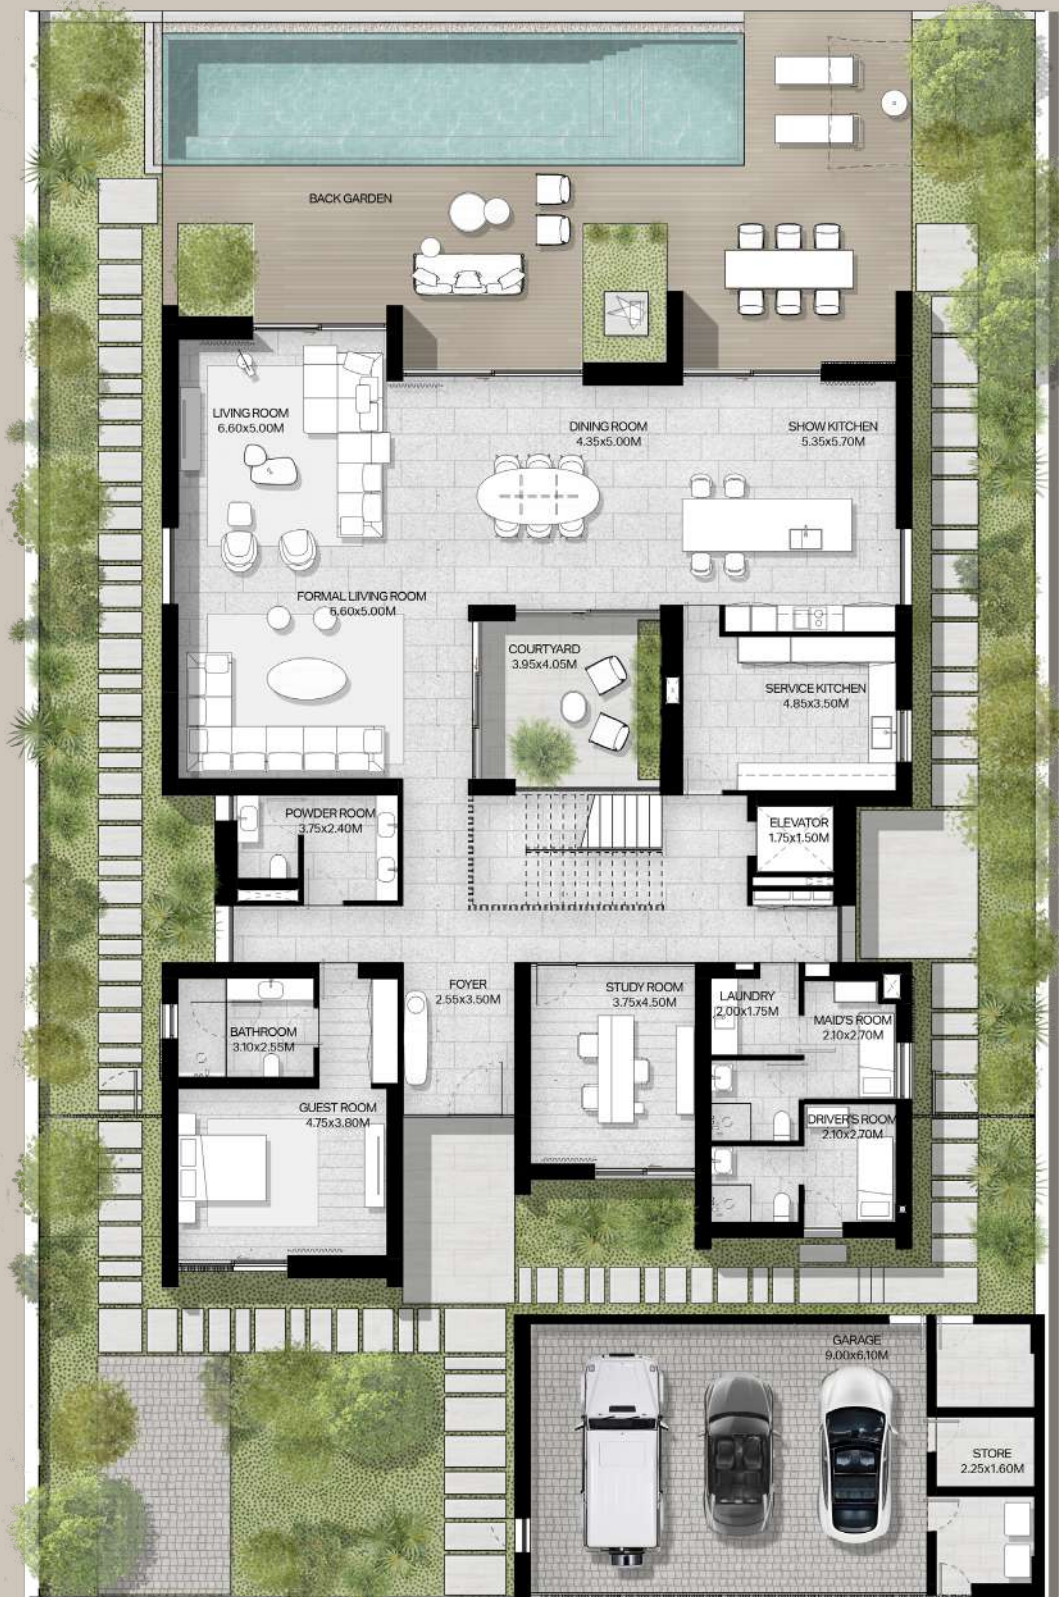 BACK GARDEN
LIVING ROOM
6.60x5.00M
DINING ROOM
4.35x5.00M
SHOW KITCHEN
5.35x5.70M
FORMAL LIIVING ROOM
6.60x5.00M
COURTYARD
3.95x4.05M
SERVICE KITCHEN
4.85x3.50M
POWDER ROOM
3.75x2.40M
ELEVATOR
1.75x1.50M
FOYER
2.55x3.50M
STUDY ROOM
3.75x4.50M
LAUNDRY
2.00x1.75M
MAID'S ROOM
2.10x2.70M
BATHROOM
3.10x2.55M
GUEST ROOM
4.75x3.80M
DRIVER'S ROOM
2.10x2.70M
GARAGE
9.00x6.10M
STORE
2.25x1.60M